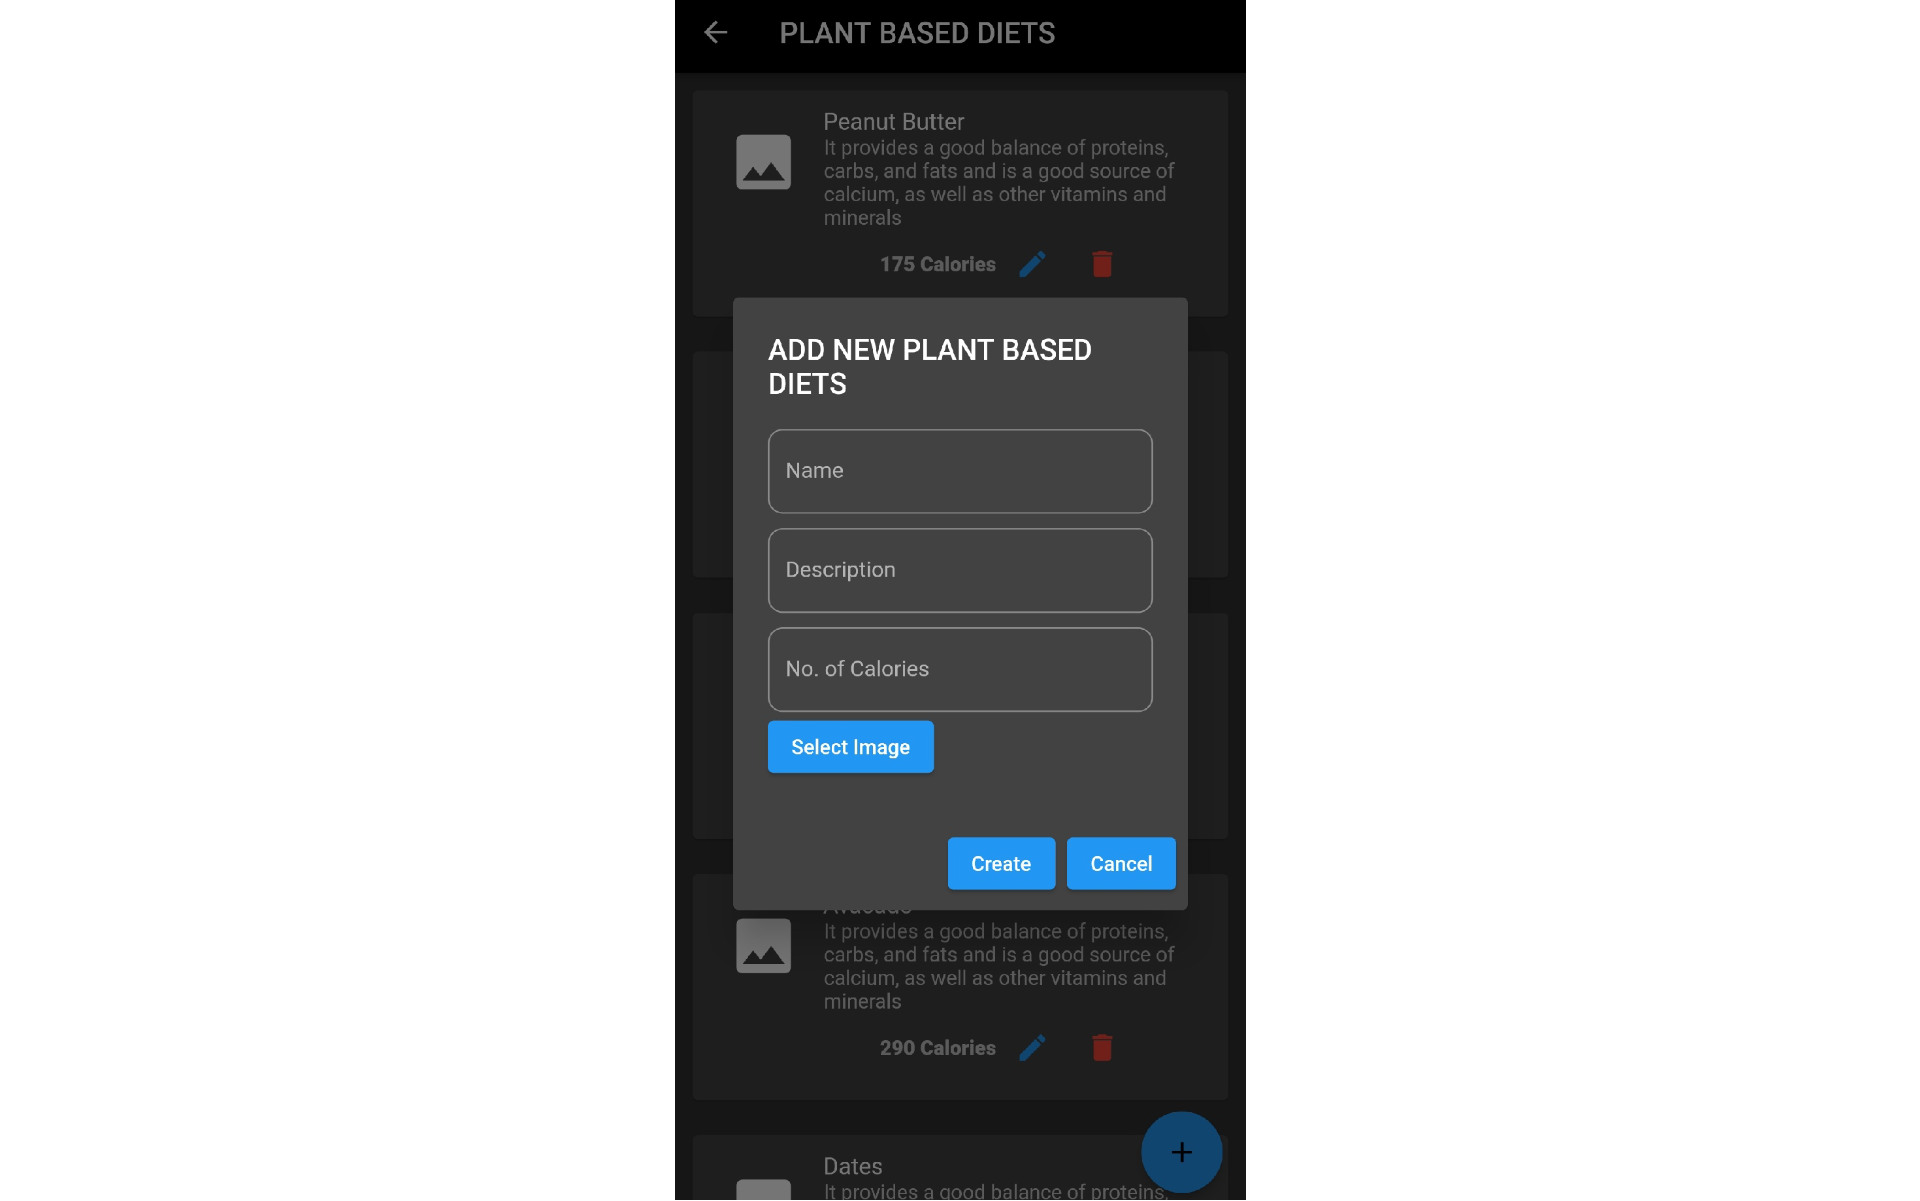 PLANT BASED DIETS
Peanut Butter
It provides a good balance of proteins,
carbs, and fats and is a good source of
calcium, as well as other vitamins and
minerals
175 Calories
ADD NEW PLANT BASED
DIETS
Name
Description
No. of Calories
Select Image
Create
Cancel
It provides a good balance of proteins,
carbs, and fats and is a good source of
calcium, as well as other vitamins and
minerals
290 Calories
Dates
It provides a good balance of proteins,